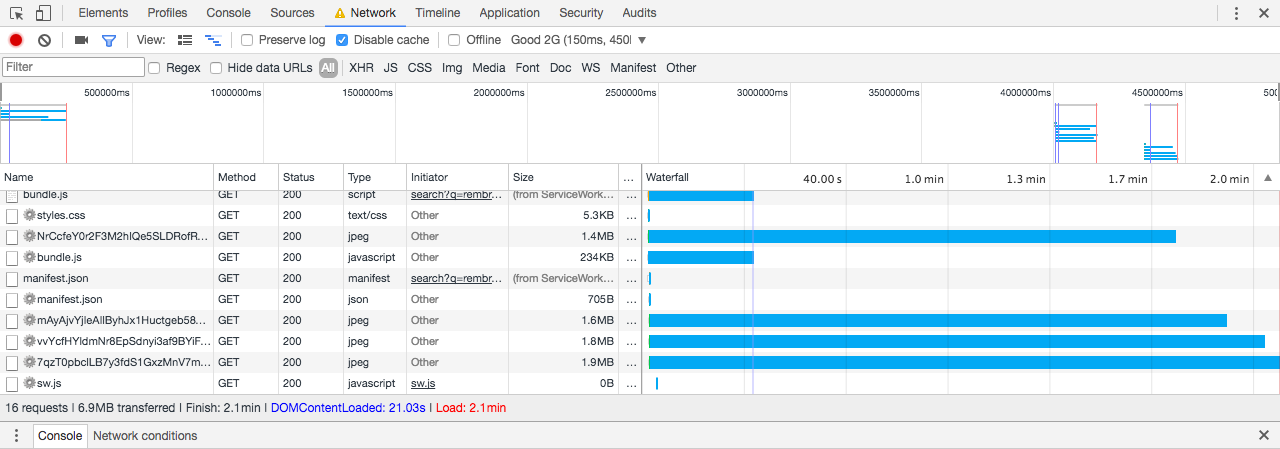 Elements Profiles Console Sources Network Timeline Application Security Audits
View: Preserve log Disable cache Offline Good 2G (150ms, 450
Filter Regex Hide data URLs All XHR JS CSS Img Media Font Doc WS Manifest Other
500000ms 1000000ms 1500000ms 2000000ms 2500000ms 3000000ms 3500000ms 4000000ms 4500000ms 500
Name Method Status Type Initiator Size ... Waterfall 40.00 s 1.0 min 1.3 min 1.7 min 2.0 min
bundle.js GET 200 script search?q=rembr... (from ServiceWork... ...
styles.css GET 200 text/css Other 5.3KB ...
GET 200 jpeg Other 1.4MB ...
bundle.js GET 200 javascript Other 234KB ...
manifest.json GET 200 manifest search?q=rembr... (from ServiceWork... ...
manifest.json GET 200 json Other 705B ...
GET 200 jpeg Other 1.6MB ...
GET 200 jpeg Other 1.8MB ...
GET 200 jpeg Other 1.9MB ...
sw.js GET 200 javascript sw.js 0B ...
16 requests | 6.9MB transferred | Finish: 2.1min | DOMContentLoaded: 21.03s | Load: 2.1min
Console Network conditions